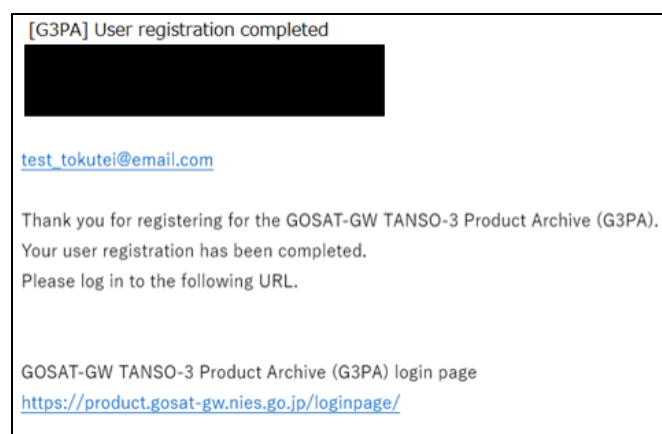 [G3PA] User registration completed
test_tokutei@email.com
Thank you for registering for the GOSAT-GW TANSO-3 Product Archive (G3PA).
Your user registration has been completed.
Please log in to the following URL.
GOSAT-GW TANSO-3 Product Archive (G3PA) login page
https://product.gosat-gw.nies.go.jp/loginpage/